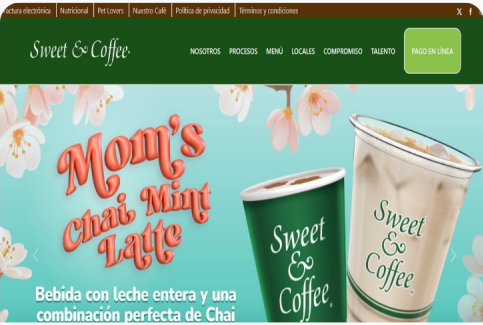 Factura electrónica | Nutricional | Pet Lovers | Nuestro Café | Política de privacidad | Términos y condiciones
Sweet & Coffee
NOSOTROS PROCESOS MENÚ LOCALES COMPROMISO TALENTO PAGO EN LÍNEA
Mom's
Chai Mint
Latte
Bebida con leche entera y una
combinación perfecta de Chai
Sweet
&
Coffee
Sweet
&
Coffee